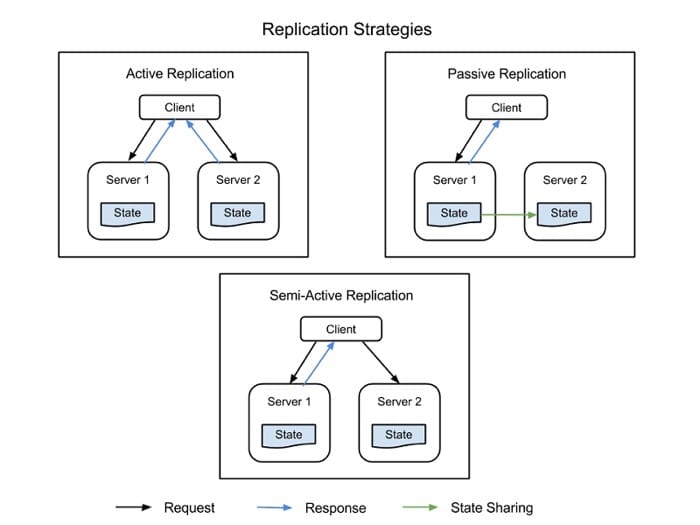 Replication Strategies
Active Replication
Client
Server 1
Server 2
State
State
Passive Replication
Client
Server 1
Server 2
State
State
Semi-Active Replication
Client
Server 1
Server 2
State
State
Request
Response
State Sharing